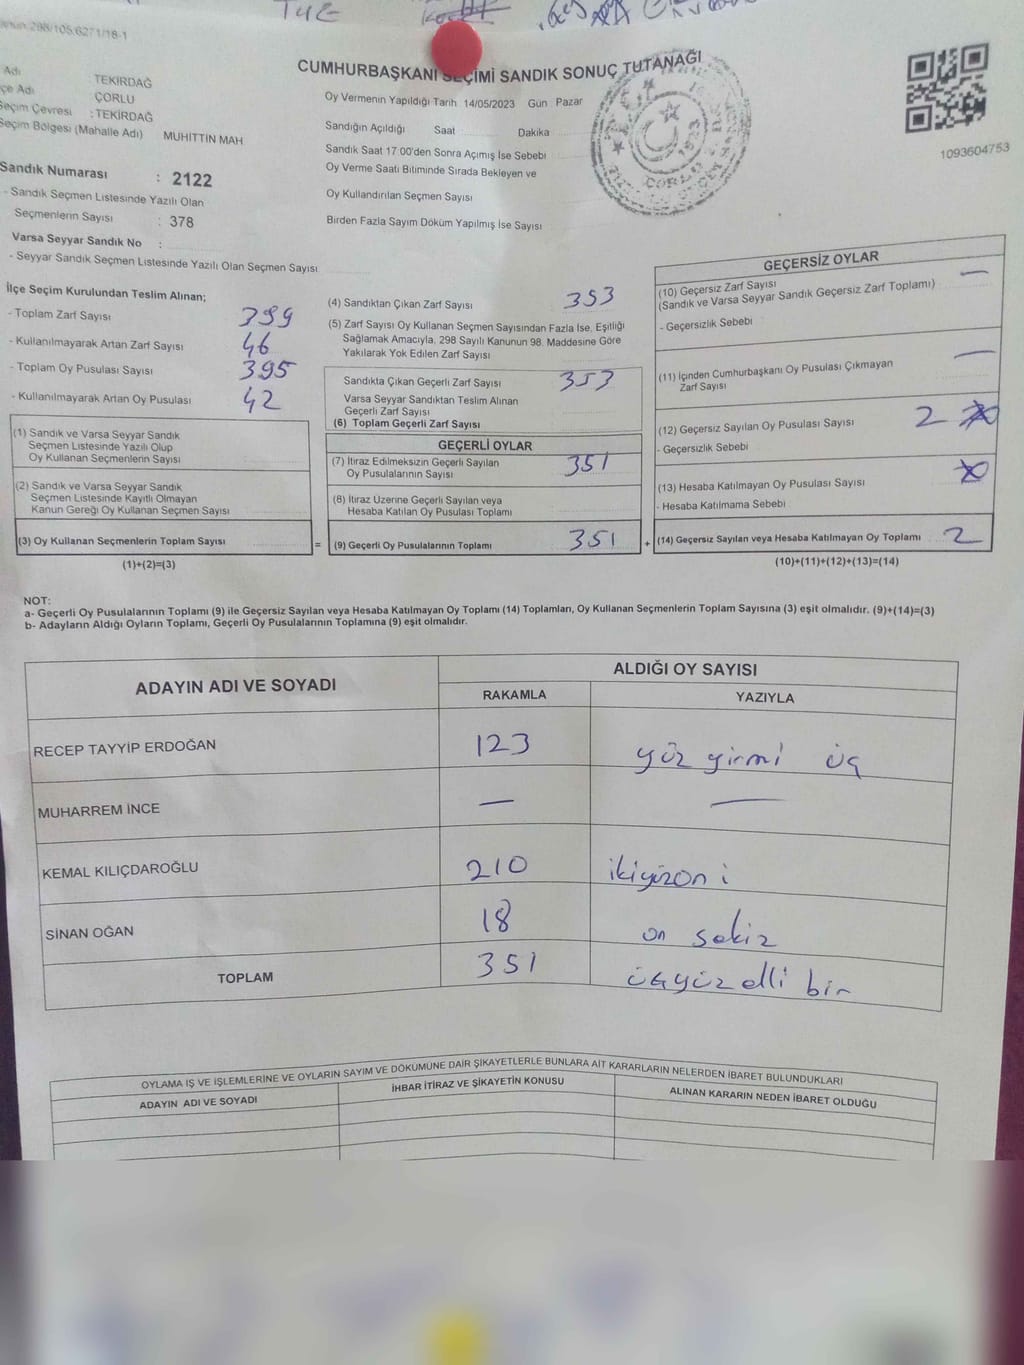 TUZ
298/105.6271/18-1
CUMHURBAŞKANI SEÇİMİ SANDIK SONUÇ TUTANAĞI
Adı TEKİRDAĞ
çe Adı ÇORLU
Seçim Çevresi : TEKİRDAĞ
Seçim Bölgesi (Mahalle Adı) MUHİTTİN MAH
Sandık Numarası : 2122
- Sandık Seçmen Listesinde Yazılı Olan
Seçmenlerin Sayısı : 378
Varsa Seyyar Sandık No :
- Seyyar Sandık Seçmen Listesinde Yazılı Olan Seçmen Sayısı
Oy Vermenin Yapıldığı Tarih 14/05/2023 Gün Pazar
Sandığın Açıldığı Saat Dakika
Sandık Saat 17:00'den Sonra Açımış İse Sebebi
Oy Verme Saati Bitiminde Sırada Bekleyen ve
Oy Kullandırılan Seçmen Sayısı
Birden Fazla Sayım Döküm Yapılmış İse Sayısı
ÇORLU
1093604753
İlçe Seçim Kurulundan Teslim Alınan;
- Toplam Zarf Sayısı 399
- Kullanılmayarak Artan Zarf Sayısı 46
- Toplam Oy Pusulası Sayısı 395
- Kullanılmayarak Artan Oy Pusulası 42
(1) Sandık ve Varsa Seyyar Sandık
Seçmen Listesinde Yazılı Olup
Oy Kullanan Seçmenlerin Sayısı
(2) Sandık ve Varsa Seyyar Sandık
Seçmen Listesinde Kayıtlı Olmayan
Kanun Gereği Oy Kullanan Seçmen Sayısı
(3) Oy Kullanan Seçmenlerin Toplam Sayısı
(1)+(2)=(3)
=
(4) Sandıktan Çıkan Zarf Sayısı 353
(5) Zarf Sayısı Oy Kullanan Seçmen Sayısından Fazla İse, Eşitliği
Sağlamak Amacıyla, 298 Sayılı Kanunun 98. Maddesine Göre
Yakılarak Yok Edilen Zarf Sayısı
Sandıkta Çıkan Geçerli Zarf Sayısı 353
Varsa Seyyar Sandıktan Teslim Alınan
Geçerli Zarf Sayısı
(6) Toplam Geçerli Zarf Sayısı
GEÇERLİ OYLAR
(7) İtiraz Edilmeksizin Geçerli Sayılan
Oy Pusulalarının Sayısı 351
(8) İtiraz Üzerine Geçerli Sayılan veya
Hesaba Katılan Oy Pusulası Toplamı
(9) Geçerli Oy Pusulalarının Toplamı 351
+
GEÇERSİZ OYLAR
(10) Geçersiz Zarf Sayısı —
(Sandık ve Varsa Seyyar Sandık Geçersiz Zarf Toplamı)
- Geçersizlik Sebebi
(11) İçinden Cumhurbaşkanı Oy Pusulası Çıkmayan —
Zarf Sayısı
(12) Geçersiz Sayılan Oy Pusulası Sayısı 2
- Geçersizlik Sebebi
(13) Hesaba Katılmayan Oy Pusulası Sayısı
- Hesaba Katılmama Sebebi
(14) Geçersiz Sayılan veya Hesaba Katılmayan Oy Toplamı 2
(10)+(11)+(12)+(13)=(14)
NOT:
a- Geçerli Oy Pusulalarının Toplamı (9) ile Geçersiz Sayılan veya Hesaba Katılmayan Oy Toplamı (14) Toplamları, Oy Kullanan Seçmenlerin Toplam Sayısına (3) eşit olmalıdır. (9)+(14)=(3)
b- Adayların Aldığı Oyların Toplamı, Geçerli Oy Pusulalarının Toplamına (9) eşit olmalıdır.
ADAYIN ADI VE SOYADI ALDIĞI OY SAYISI
RAKAMLA YAZIYLA
RECEP TAYYİP ERDOĞAN 123 yüz yirmi üç
MUHARREM İNCE — —
KEMAL KILIÇDAROĞLU 210 ikiyüzoni
SİNAN OĞAN 18 on sekiz
TOPLAM 351 üçyüz elli bir
OYLAMA İŞ VE İŞLEMLERİNE VE OYLARIN SAYIM VE DÖKÜMÜNE DAİR ŞİKAYETLERLE BUNLARA AİT KARARLARIN NELERDEN İBARET BULUNDUKLARI
ADAYIN ADI VE SOYADI İHBAR İTİRAZ VE ŞİKAYETİN KONUSU ALINAN KARARIN NEDEN İBARET OLDUĞU